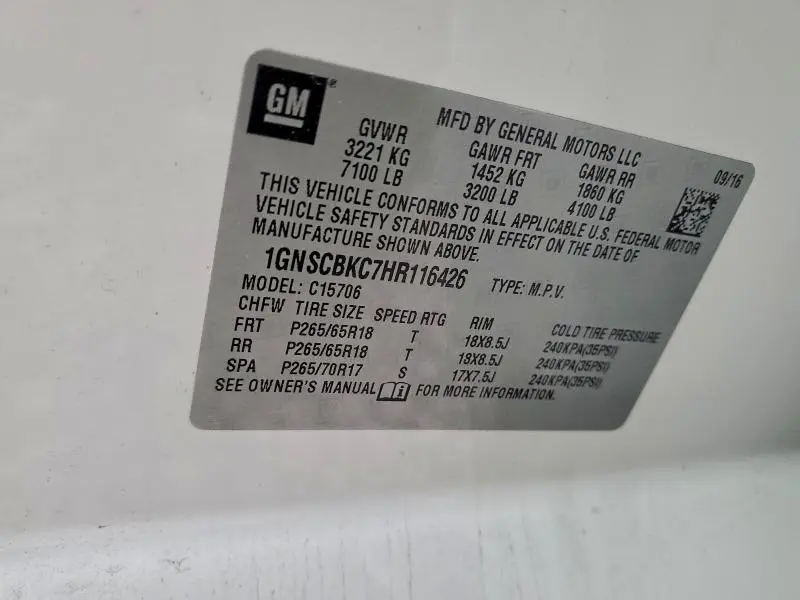 GM
MFD BY GENERAL MOTORS LLC
09/16
GVWR GAWR FRT GAWR RR
3221 KG 1452 KG 1860 KG
7100 LB 3200 LB 4100 LB
THIS VEHICLE CONFORMS TO ALL APPLICABLE U.S. FEDERAL MOTOR
VEHICLE SAFETY STANDARDS IN EFFECT ON THE DATE OF
MANUFACTURE SHOWN ABOVE.
1GNSCBKC7HR116426 TYPE: M.P.V.
MODEL: C15706
CHFW TIRE SIZE SPEED RTG RIM COLD TIRE PRESSURE
FRT P265/65R18 T 18X8.5J 240KPA(35PSI)
RR P265/65R18 T 18X8.5J 240KPA(35PSI)
SPA P265/70R17 S 17X7.5J 240KPA(35PSI)
SEE OWNER'S MANUAL FOR MORE INFORMATION.